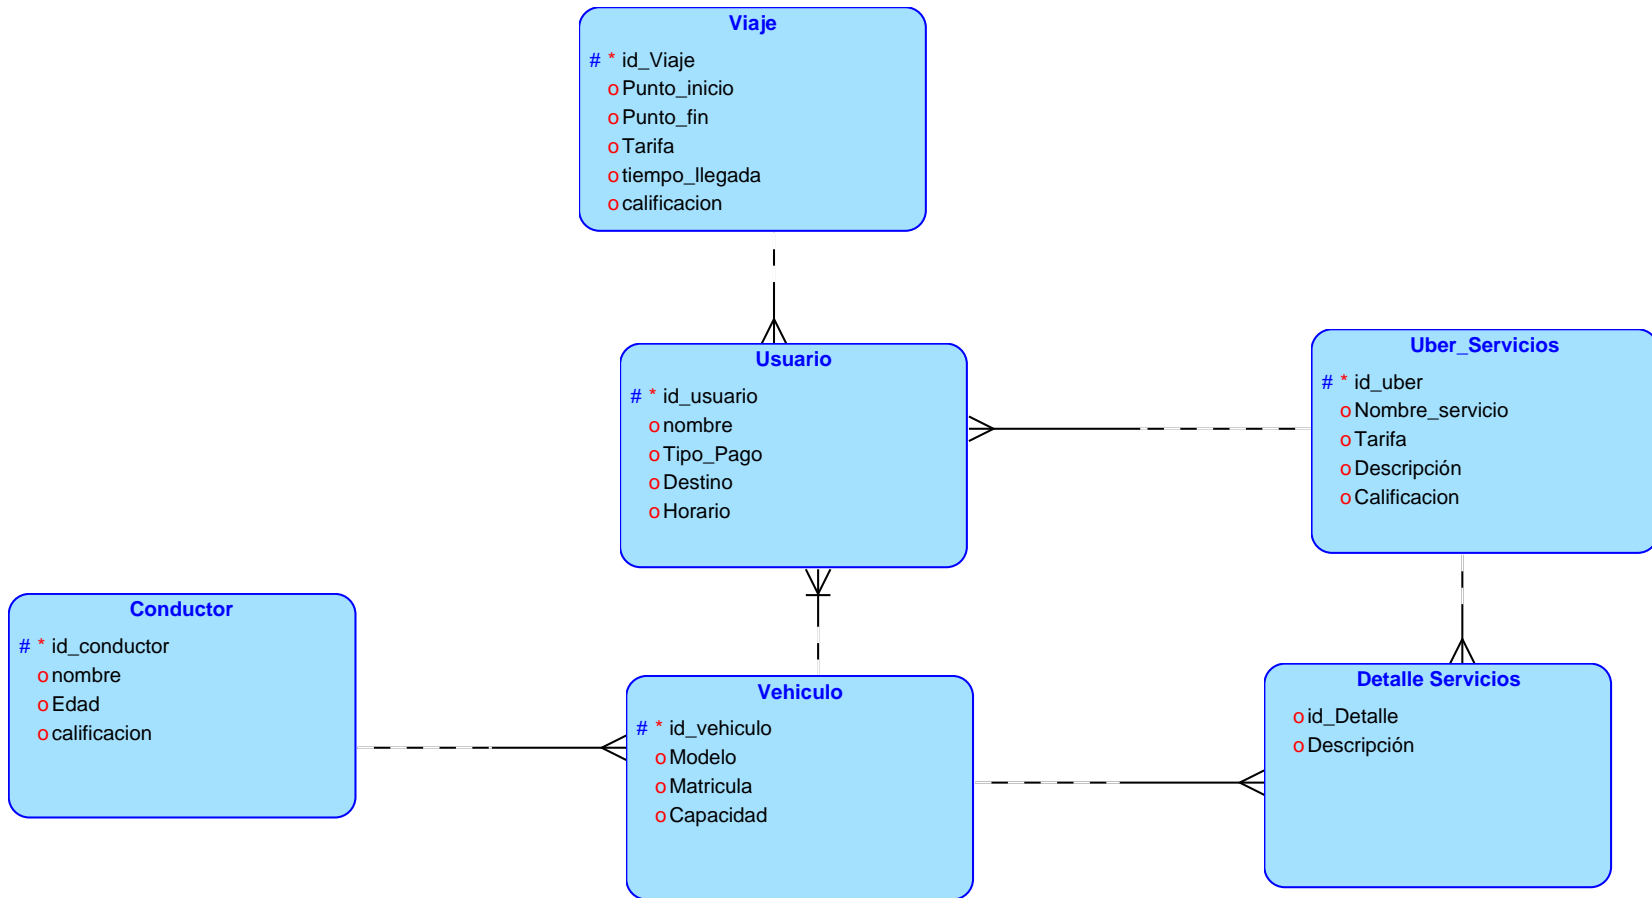 Viaje
# * id_Viaje
o Punto_inicio
o Punto_fin
o Tarifa
o tiempo_llegada
o calificacion
Usuario
# * id_usuario
o nombre
o Tipo_Pago
o Destino
o Horario
Uber_Servicios
# * id_uber
o Nombre_servicio
o Tarifa
o Descripción
o Calificacion
Conductor
# * id_conductor
o nombre
o Edad
o calificacion
Vehiculo
# * id_vehiculo
o Modelo
o Matricula
o Capacidad
Detalle Servicios
o id_Detalle
o Descripción